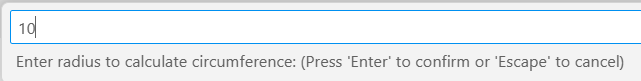 10
Enter radius to calculate circumference: (Press 'Enter' to confirm or 'Escape' to cancel)